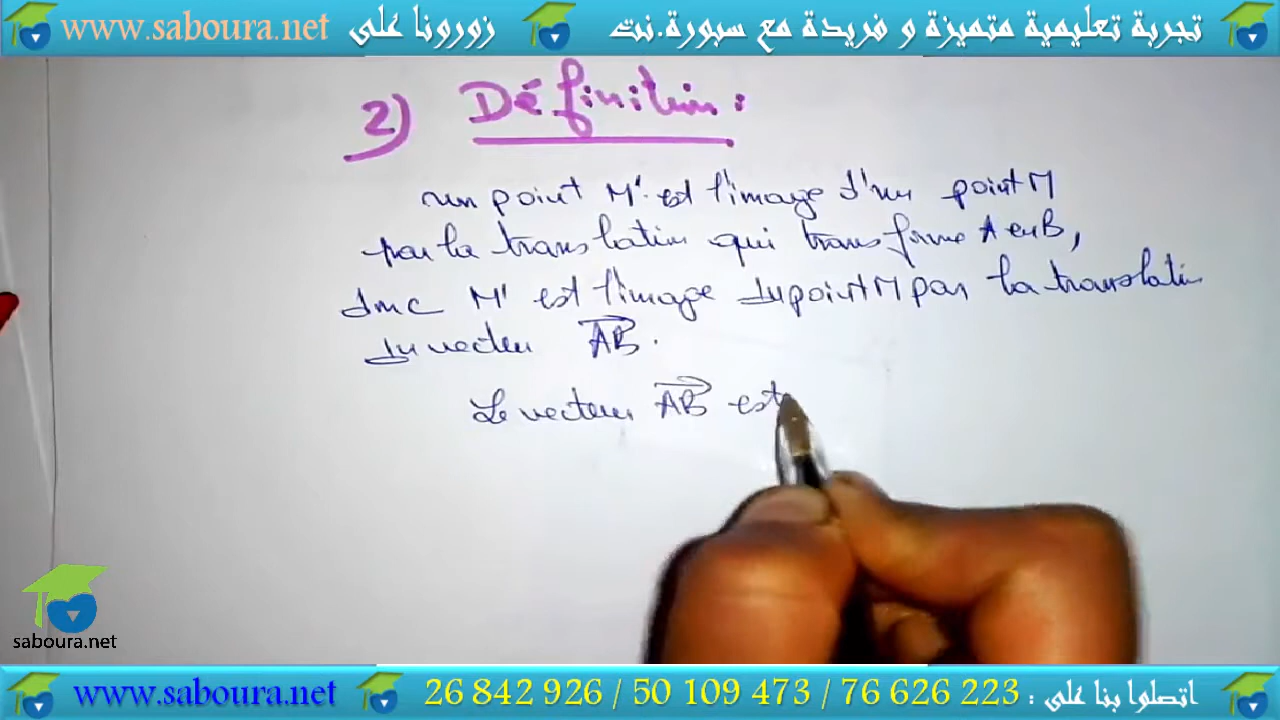 تجربة تعليمية متميزة و فريدة مع سبورة.نت زورونا على www.saboura.net
2) Définition :
un point M' est l'image d'un point M
par la translation qui transforme A en B,
donc M' est l'image du point M par la translati
du vecteur AB.
Le vecteur AB est
saboura.net
www.saboura.net اتصلوا بنا على : 26 842 926 / 50 109 473 / 76 626 223